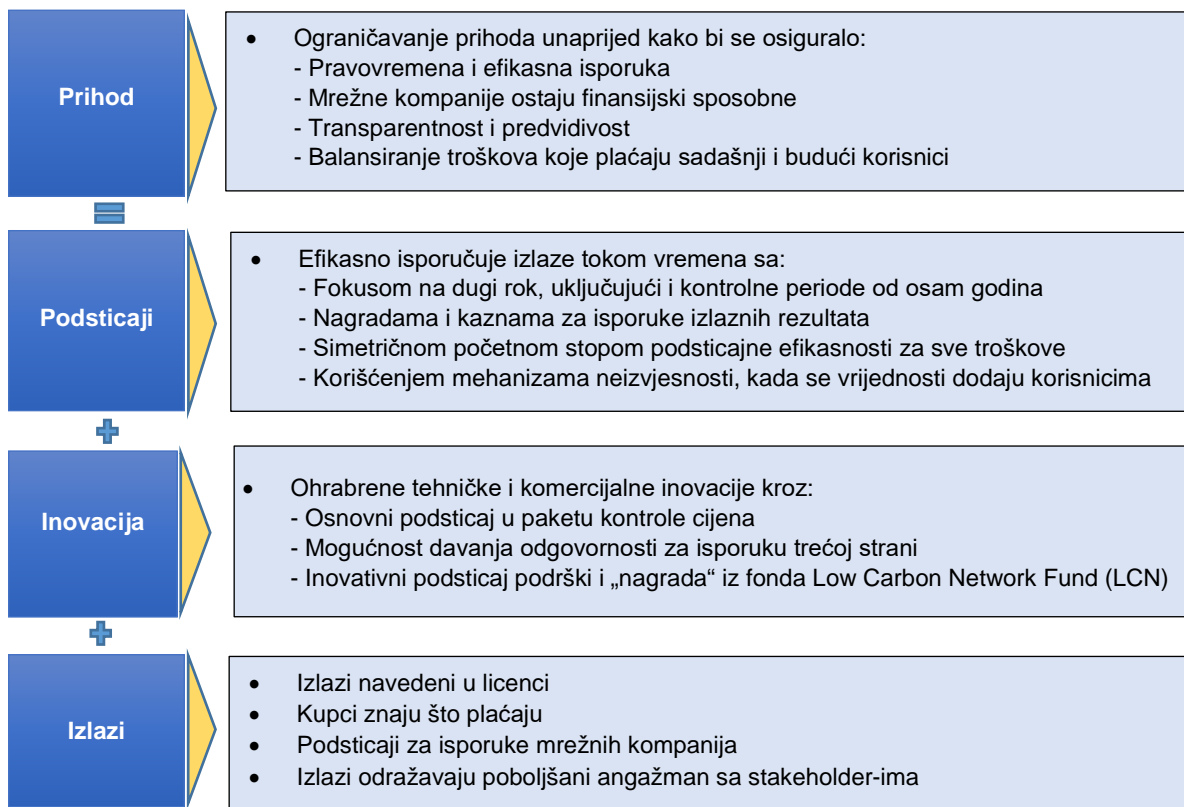 Prihod
• Ograničavanje prihoda unaprijed kako bi se osiguralo:
- Pravovremena i efikasna isporuka
- Mrežne kompanije ostaju finansijski sposobne
- Transparentnost i predvidivost
- Balansiranje troškova koje plaćaju sadašnji i budući korisnici
=
Podsticaji
• Efikasno isporučuje izlaze tokom vremena sa:
- Fokusom na dugi rok, uključujući i kontrolne periode od osam godina
- Nagradama i kaznama za isporuke izlaznih rezultata
- Simetričnom početnom stopom podsticajne efikasnosti za sve troškove
- Korišćenjem mehanizama neizvjesnosti, kada se vrijednosti dodaju korisnicima
+
Inovacija
• Ohrabrene tehničke i komercijalne inovacije kroz:
- Osnovni podsticaj u paketu kontrole cijena
- Mogućnost davanja odgovornosti za isporuku trećoj strani
- Inovativni podsticaj podrški i „nagrada“ iz fonda Low Carbon Network Fund (LCN)
+
Izlazi
• Izlazi navedeni u licenci
• Kupci znaju što plaćaju
• Podsticaji za isporuke mrežnih kompanija
• Izlazi odražavaju poboljšani angažman sa stakeholder-ima